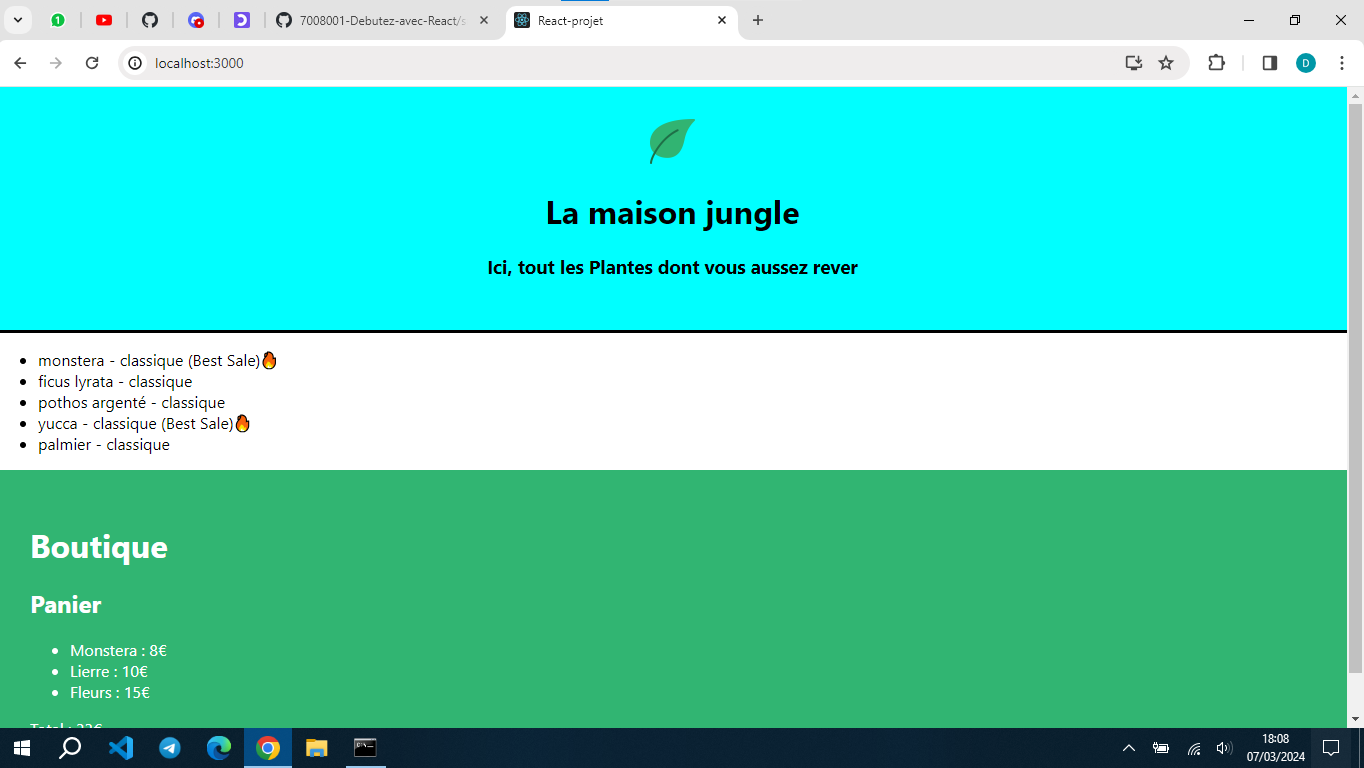 1
7008001-Debutez-avec-React/s
React-projet
localhost:3000
D
La maison jungle
Ici, tout les Plantes dont vous aussez rever
monstera - classique (Best Sale)🔥
ficus lyrata - classique
pothos argenté - classique
yucca - classique (Best Sale)🔥
palmier - classique
Boutique
Panier
Monstera : 8€
Lierre : 10€
Fleurs : 15€
Total : 33€
18:08
07/03/2024